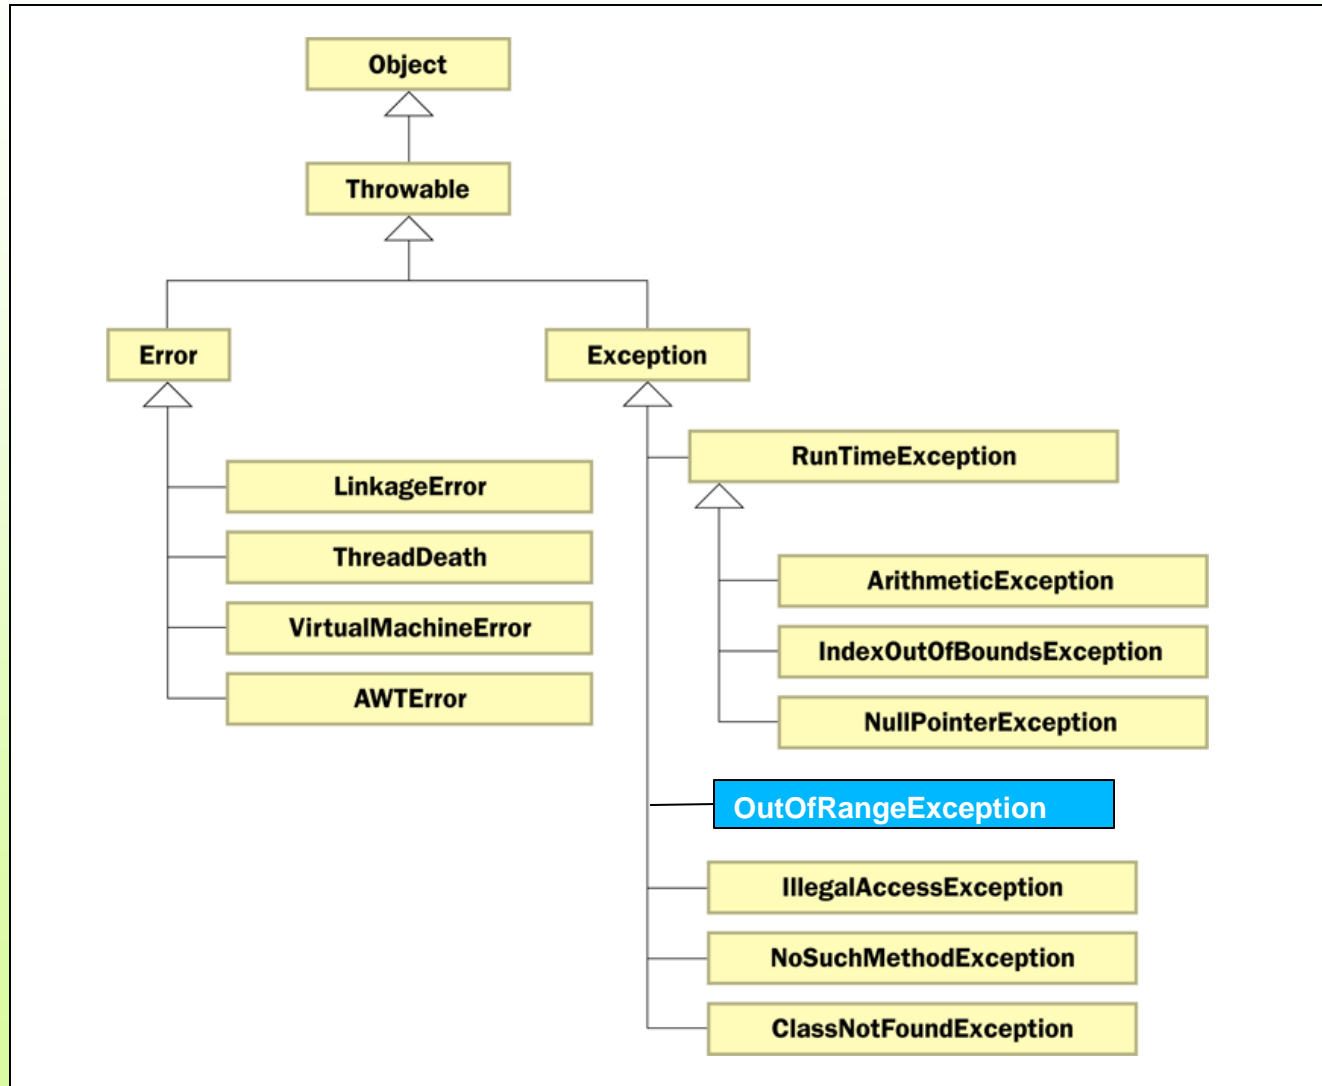 Object
Throwable
Error
Exception
RunTimeException
LinkageError
ThreadDeath
VirtualMachineError
AWTError
ArithmeticException
IndexOutOfBoundsException
NullPointerException
OutOfRangeException
IllegalAccessException
NoSuchMethodException
ClassNotFoundException